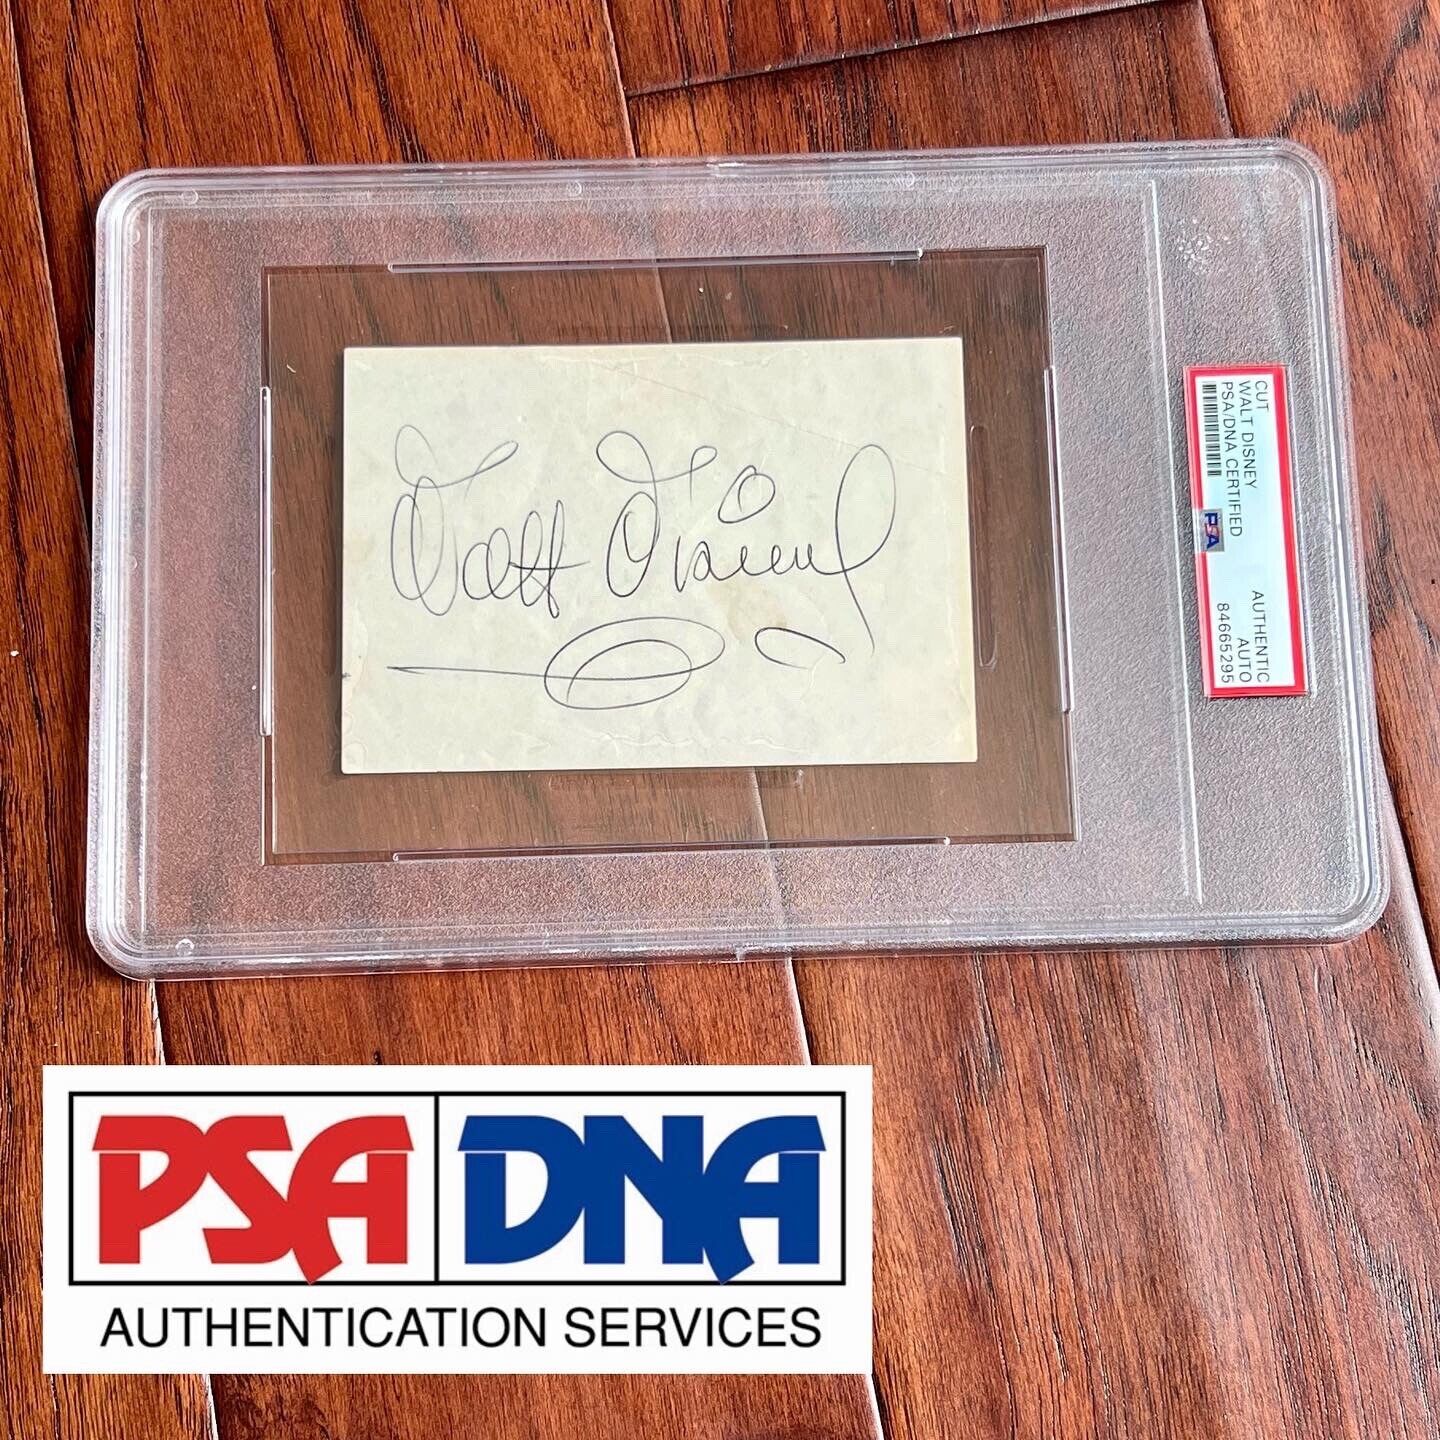 Walt Disney
CUT
WALT DISNEY
PSA/DNA CERTIFIED
PSA
AUTHENTIC
AUTO
84665295
PSA DNA
AUTHENTICATION SERVICES